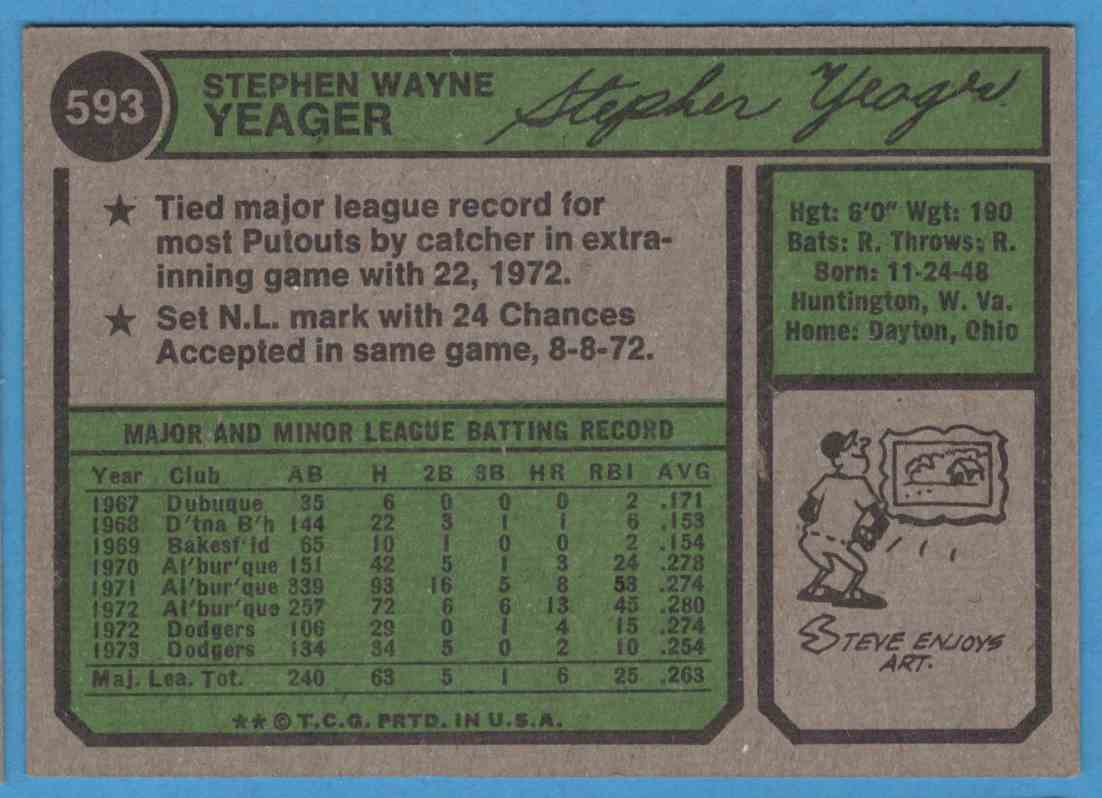 593
STEPHEN WAYNE
YEAGER
Stephen Yeager
★ Tied major league record for
most Putouts by catcher in extra-
inning game with 22, 1972.
★ Set N.L. mark with 24 Chances
Accepted in same game, 8-8-72.
Hgt: 6'0" Wgt: 190
Bats: R. Throws: R.
Born: 11-24-48
Huntington, W. Va.
Home: Dayton, Ohio
MAJOR AND MINOR LEAGUE BATTING RECORD
Year Club AB H 2B 3B HR RBI AVG
1967 Dubuque 35 6 0 0 0 2 .171
1968 D'tna B'h 144 22 3 1 1 6 .153
1969 Bakesf'ld 65 10 1 0 0 2 .154
1970 Al'bur'que 151 42 5 1 3 24 .278
1971 Al'bur'que 339 93 16 5 8 53 .274
1972 Al'bur'que 257 72 6 6 13 45 .280
1972 Dodgers 106 29 0 1 4 15 .274
1973 Dodgers 134 34 5 0 2 10 .254
Maj. Lea. Tot. 240 63 5 1 6 25 .263
** © T.C.G. PRTD. IN U.S.A.
STEVE ENJOYS
ART.